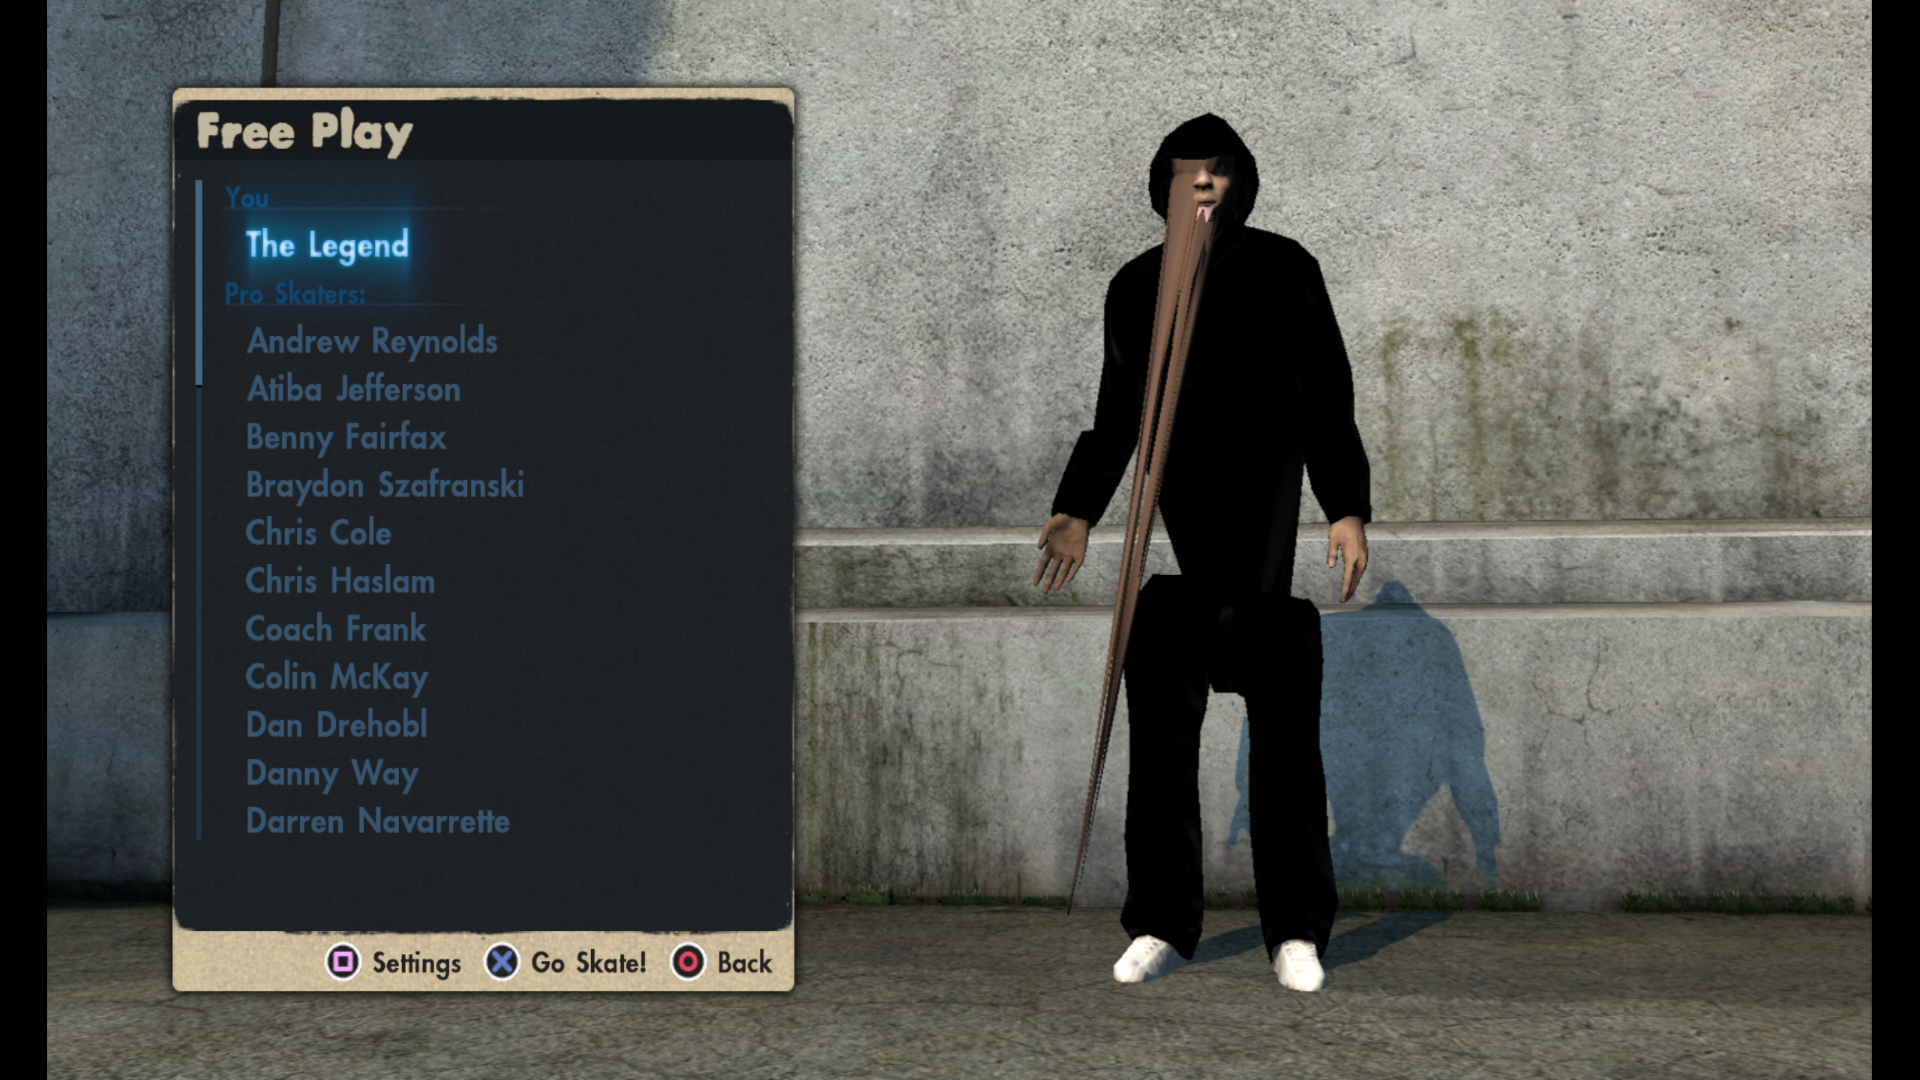 Free Play
You
The Legend
Pro Skaters:
Andrew Reynolds
Atiba Jefferson
Benny Fairfax
Braydon Szafranski
Chris Cole
Chris Haslam
Coach Frank
Colin McKay
Dan Drehobl
Danny Way
Darren Navarrette
Settings Go Skate! Back